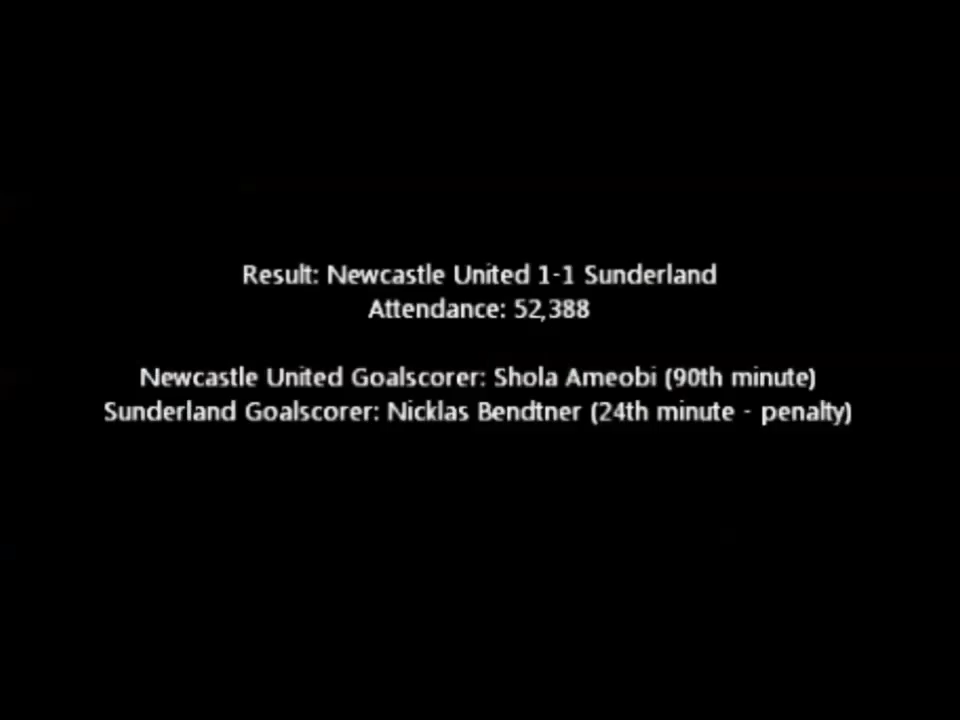 Result: Newcastle United 1-1 Sunderland
Attendance: 52,388
Newcastle United Goalscorer: Shola Ameobi (90th minute)
Sunderland Goalscorer: Nicklas Bendtner (24th minute - penalty)